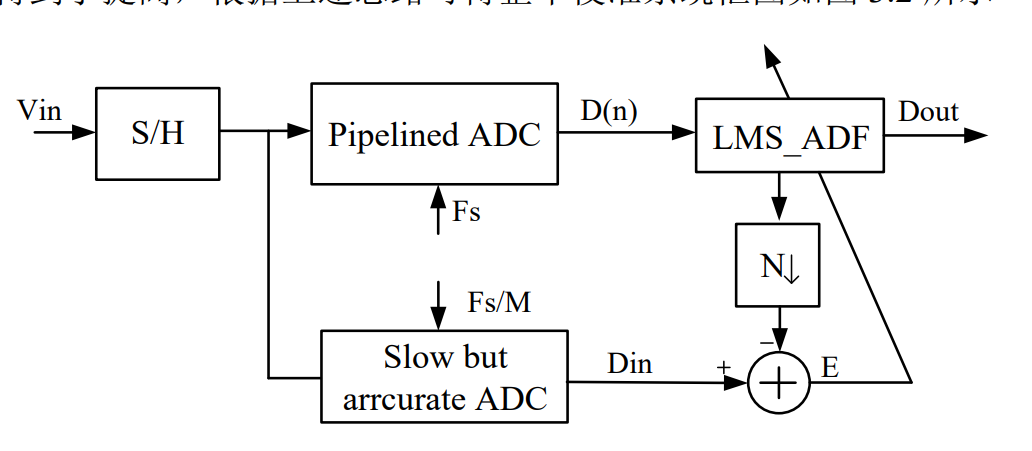 Vin
S/H
Pipelined ADC
D(n)
LMS_ADF
Dout
Fs
N↓
Fs/M
Slow but
arrcurate ADC
Din
+
−
+
E